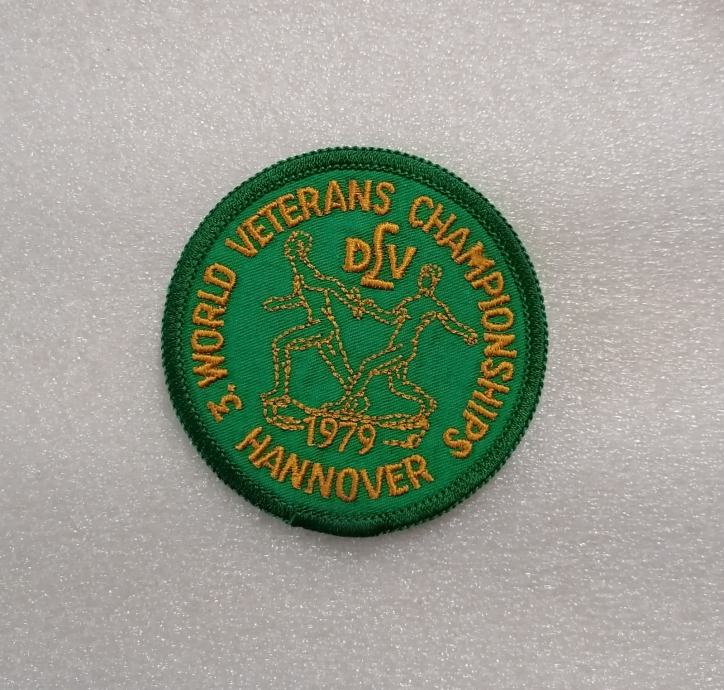 3. WORLD VETERANS CHAMPIONSHIPS
DLV
1979
HANNOVER